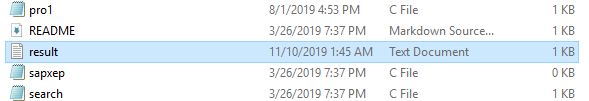 pro1 8/1/2019 4:53 PM C File 1 KB
README 3/26/2019 7:37 PM Markdown Source... 1 KB
result 11/10/2019 1:45 AM Text Document 1 KB
sapxep 3/26/2019 7:37 PM C File 0 KB
search 3/26/2019 7:37 PM C File 1 KB